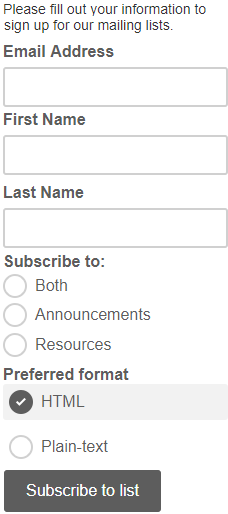 Please fill out your information to
sign up for our mailing lists.
Email Address
First Name
Last Name
Subscribe to:
Both
Announcements
Resources
Preferred format
HTML
Plain-text
Subscribe to list